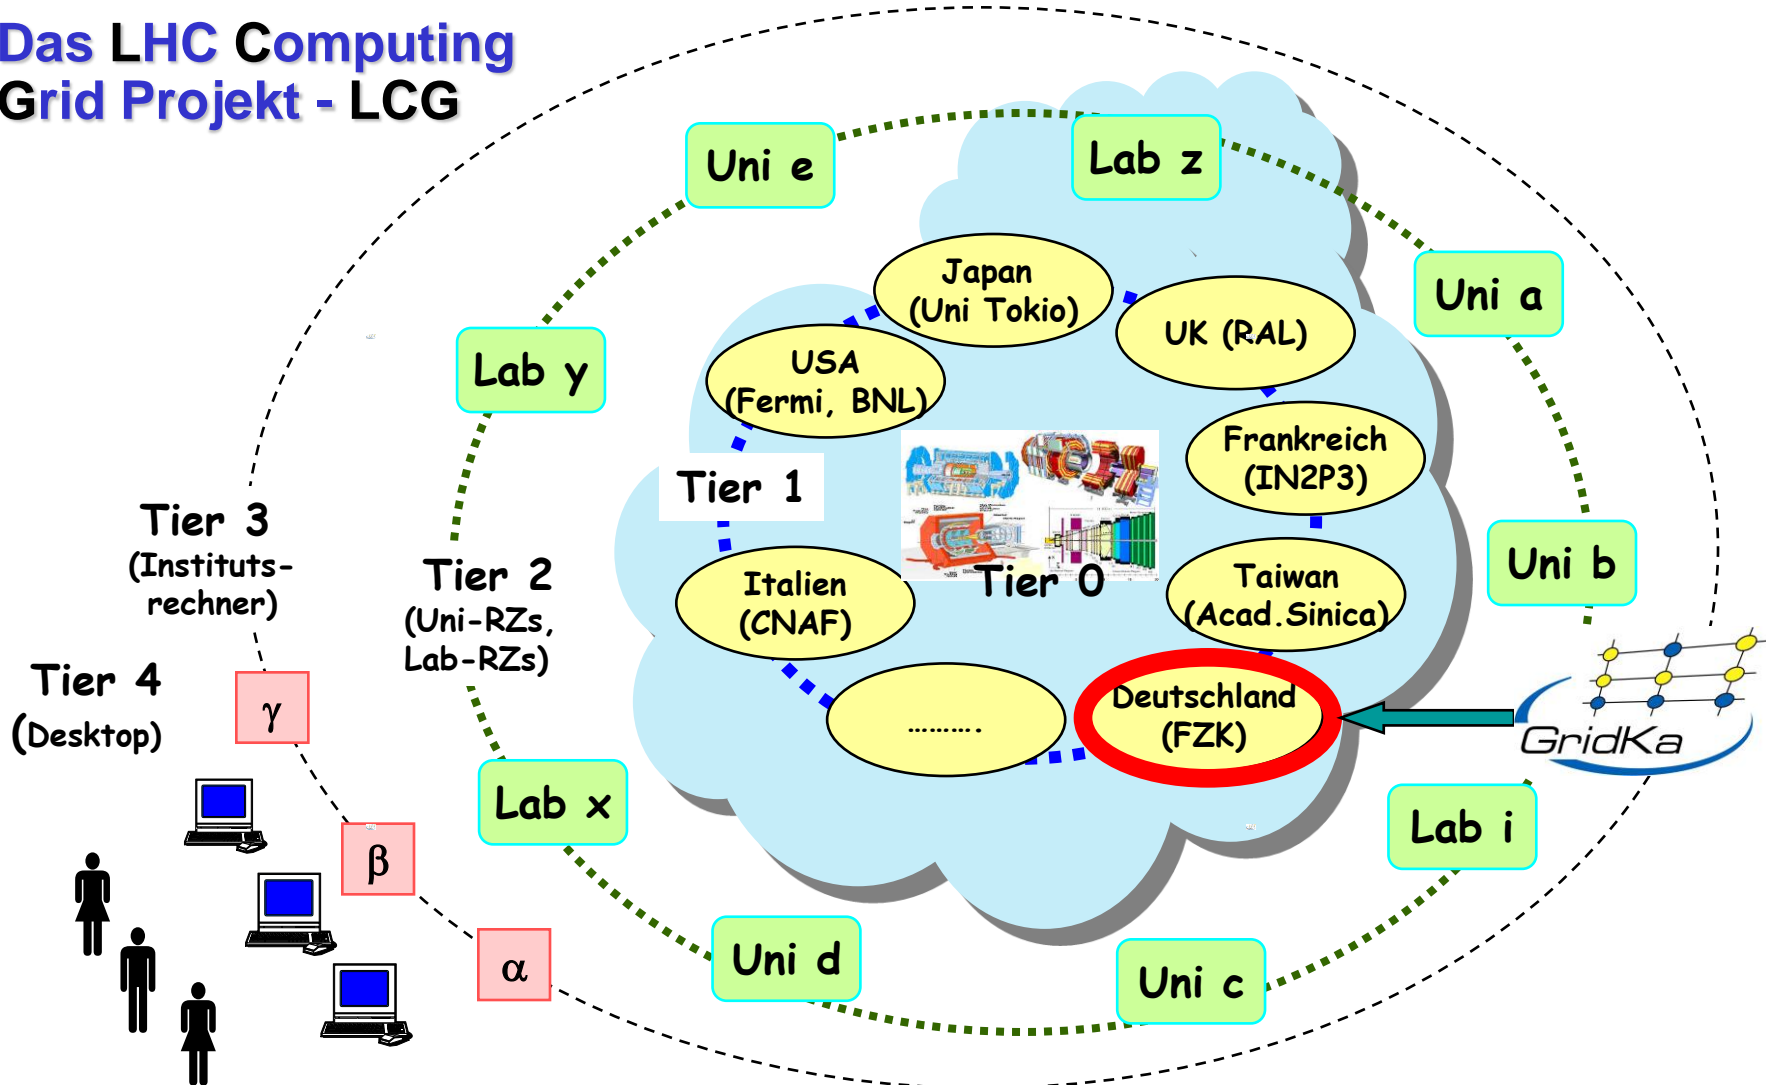 Das LHC Computing
Grid Projekt - LCG
Uni e
Lab z
Japan
(Uni Tokio)
Uni a
UK (RAL)
USA
(Fermi, BNL)
Lab y
Frankreich
(IN2P3)
Tier 1
Tier 3
(Instituts-
rechner)
Tier 2
(Uni-RZs,
Lab-RZs)
Italien
(CNAF)
Tier 0
Taiwan
(Acad.Sinica)
Uni b
Tier 4
(Desktop)
γ
……….
Deutschland
(FZK)
GridKa
Lab x
Lab i
β
α
Uni d
Uni c